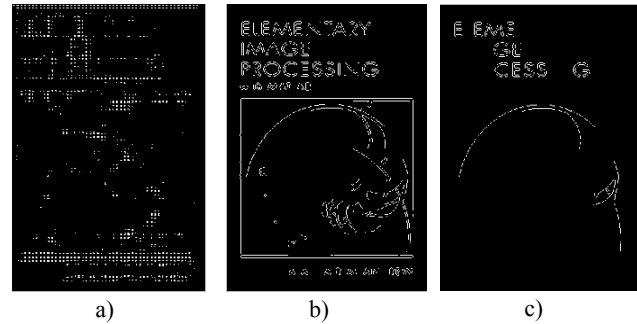 ELEMENTARY
IMAGE
PROCESSING
E EME
GE
CESS G
a)
b)
c)